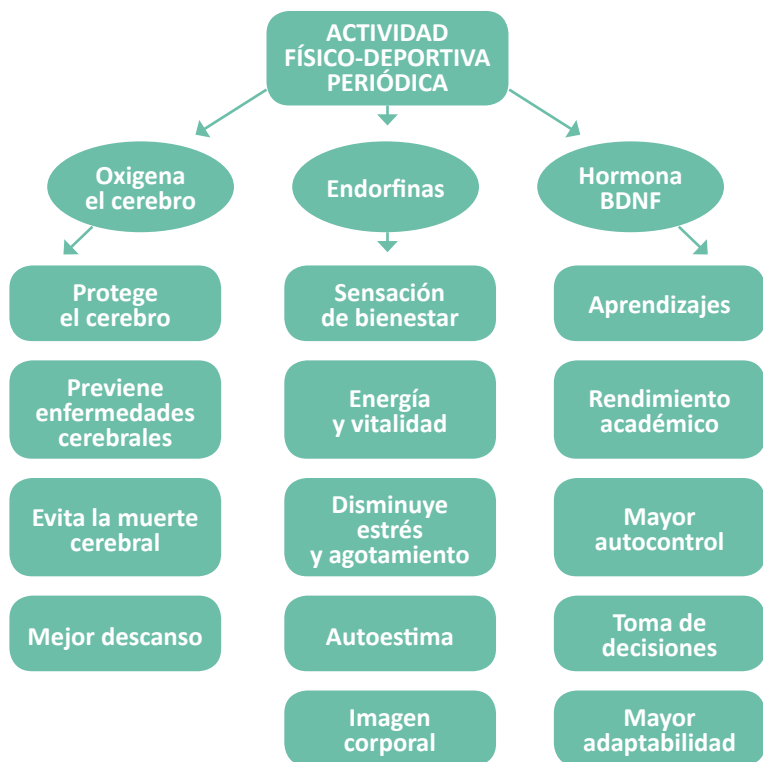 ACTIVIDAD
FÍSICO-DEPORTIVA
PERIÓDICA
Oxigena
el cerebro
Endorfinas
Hormona
BDNF
Protege
el cerebro
Sensación
de bienestar
Aprendizajes
Previene
enfermedades
cerebrales
Energía
y vitalidad
Rendimiento
académico
Evita la muerte
cerebral
Disminuye
estrés
y agotamiento
Mayor
autocontrol
Mejor descanso
Autoestima
Toma de
decisiones
Imagen
corporal
Mayor
adaptabilidad